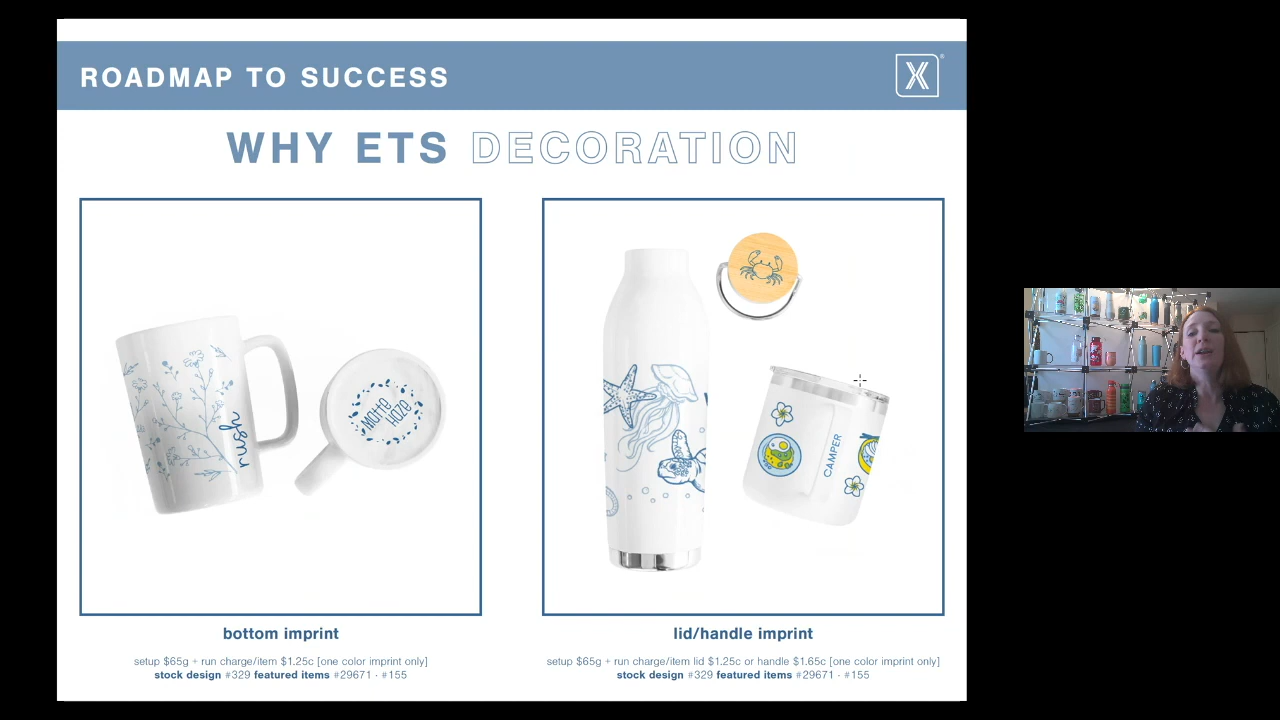 ROADMAP TO SUCCESS
X
WHY ETS DECORATION
rush
Matte
Haze
CAMPER
bottom imprint
setup $65g + run charge/item $1.25c [one color imprint only]
stock design #329 featured items #29671 · #155
lid/handle imprint
setup $65g + run charge/item lid $1.25c or handle $1.65c [one color imprint only]
stock design #329 featured items #29671 · #155